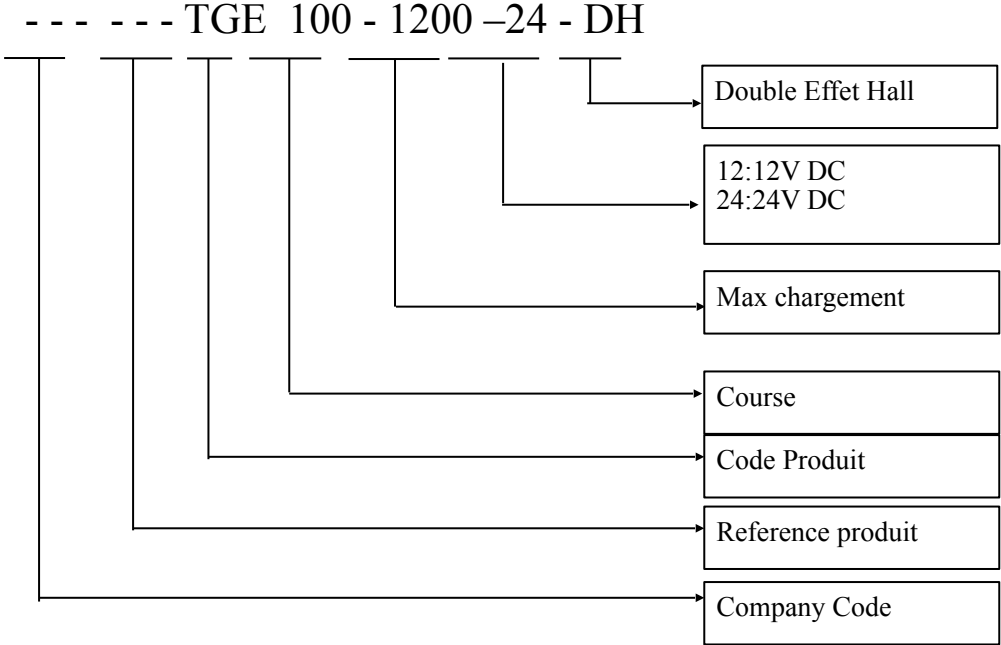 - - - - - - TGE 100 - 1200 –24 - DH
Double Effet Hall
12:12V DC
24:24V DC
Max chargement
Course
Code Produit
Reference produit
Company Code